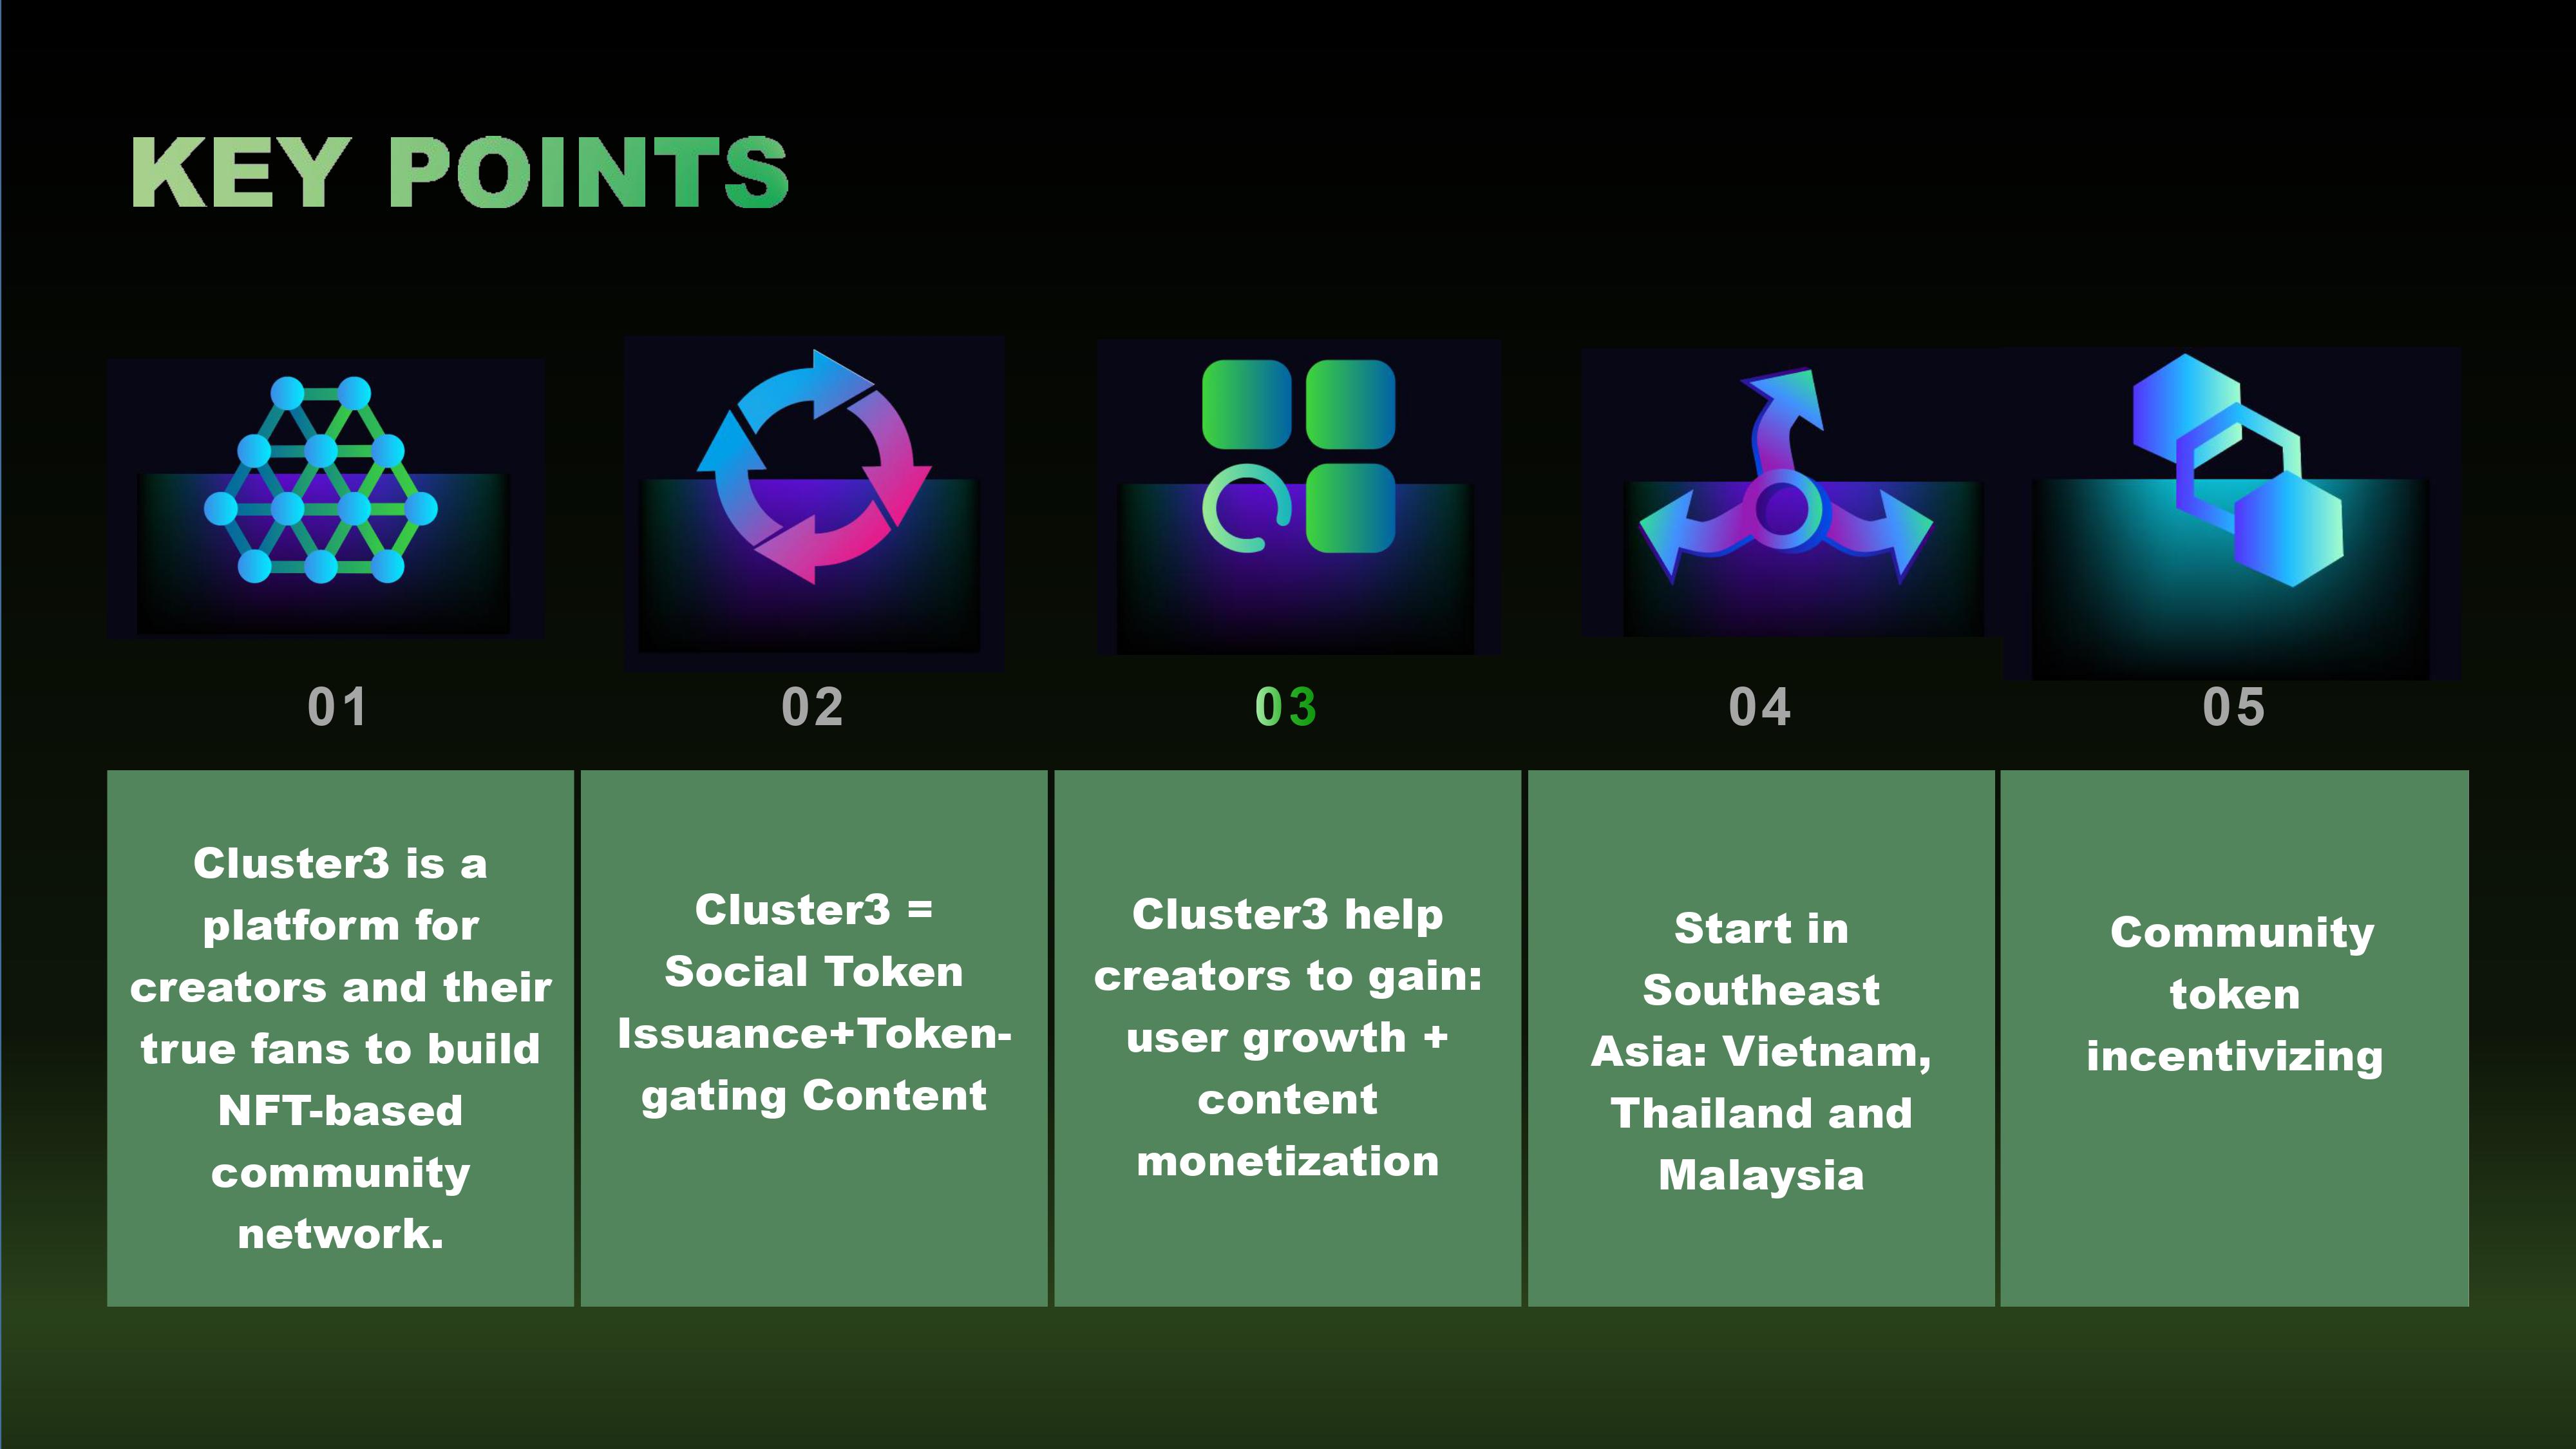 KEY POINTS
01
02
03
04
05
Cluster3 is a
platform for
creators and their
true fans to build
NFT-based
community
network.
Cluster3 =
Social Token
Issuance+Token-
gating Content
Cluster3 help
creators to gain:
user growth +
content
monetization
Start in
Southeast
Asia: Vietnam,
Thailand and
Malaysia
Community
token
incentivizing